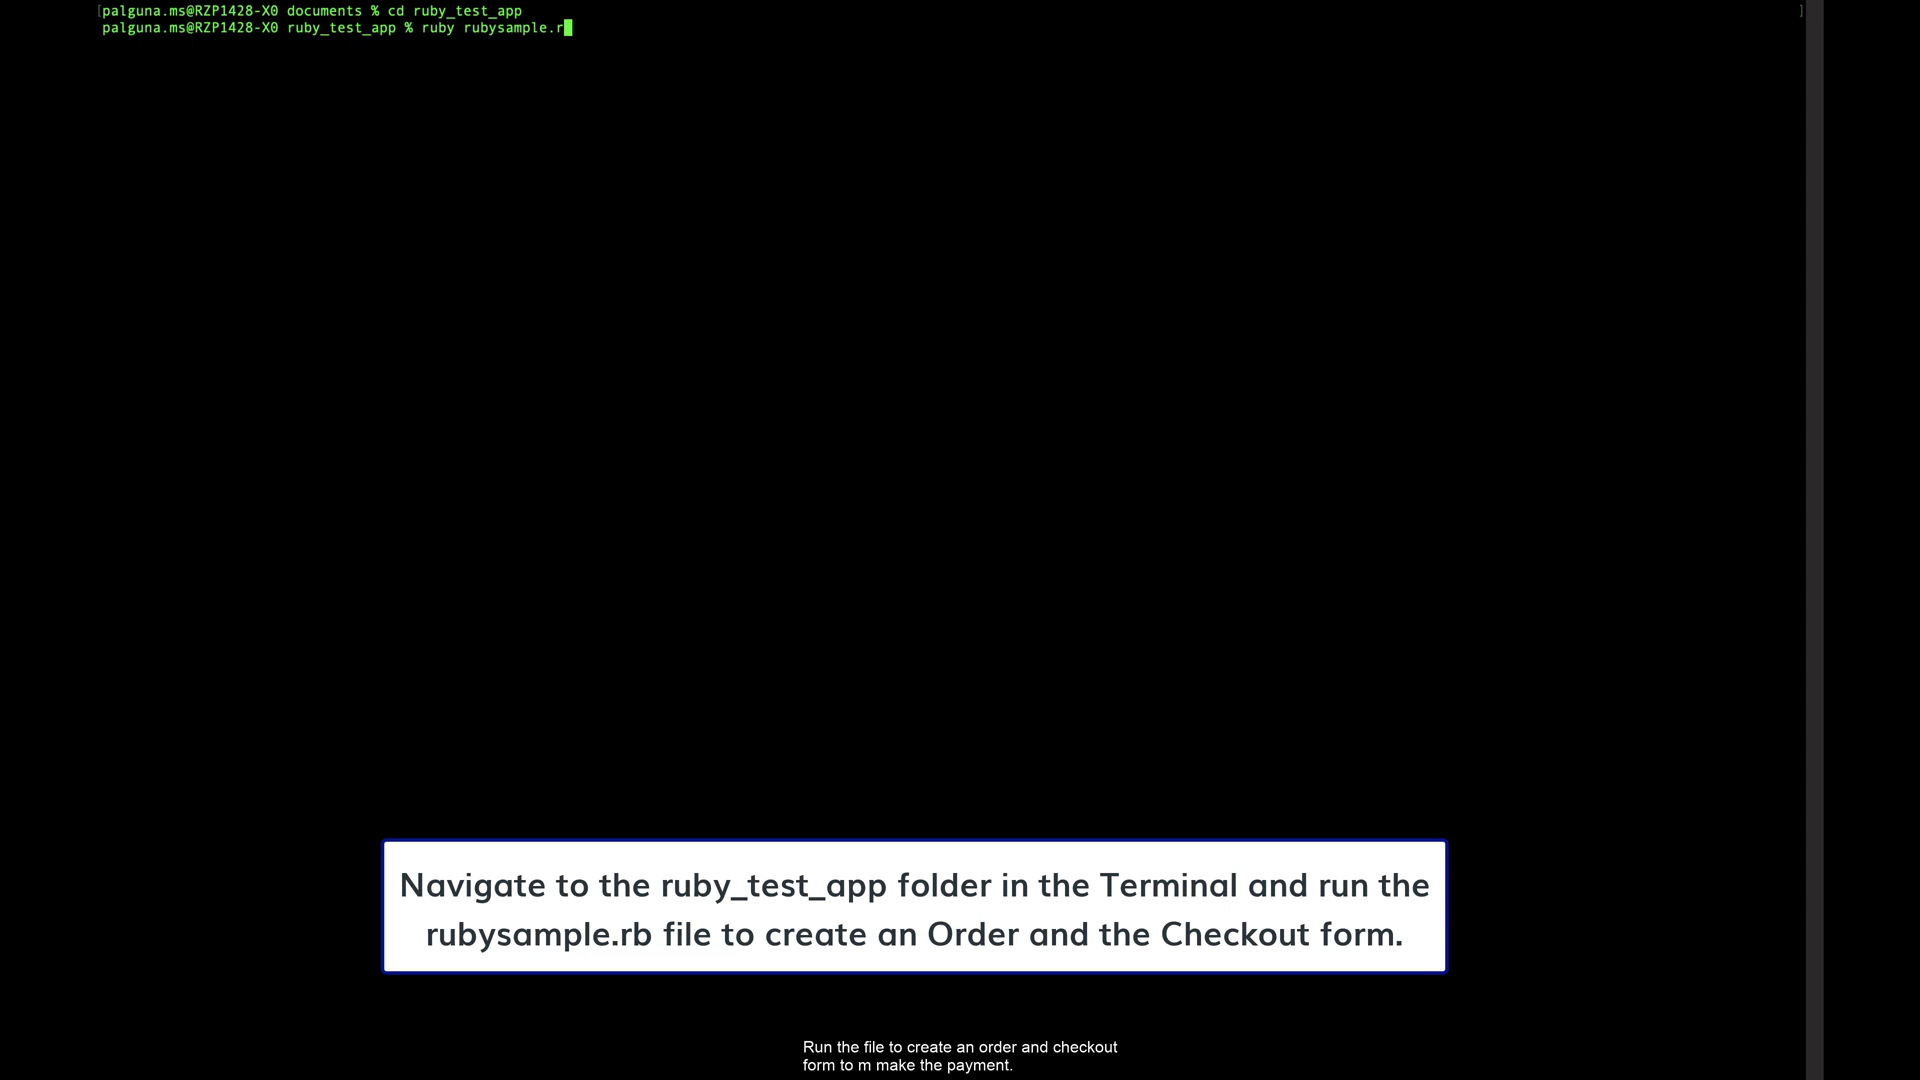 [palguna.ms@RZP1428-X0 documents % cd ruby_test_app ]
palguna.ms@RZP1428-X0 ruby_test_app % ruby rubysample.r
Navigate to the ruby_test_app folder in the Terminal and run the
rubysample.rb file to create an Order and the Checkout form.
Run the file to create an order and checkout
form to m make the payment.